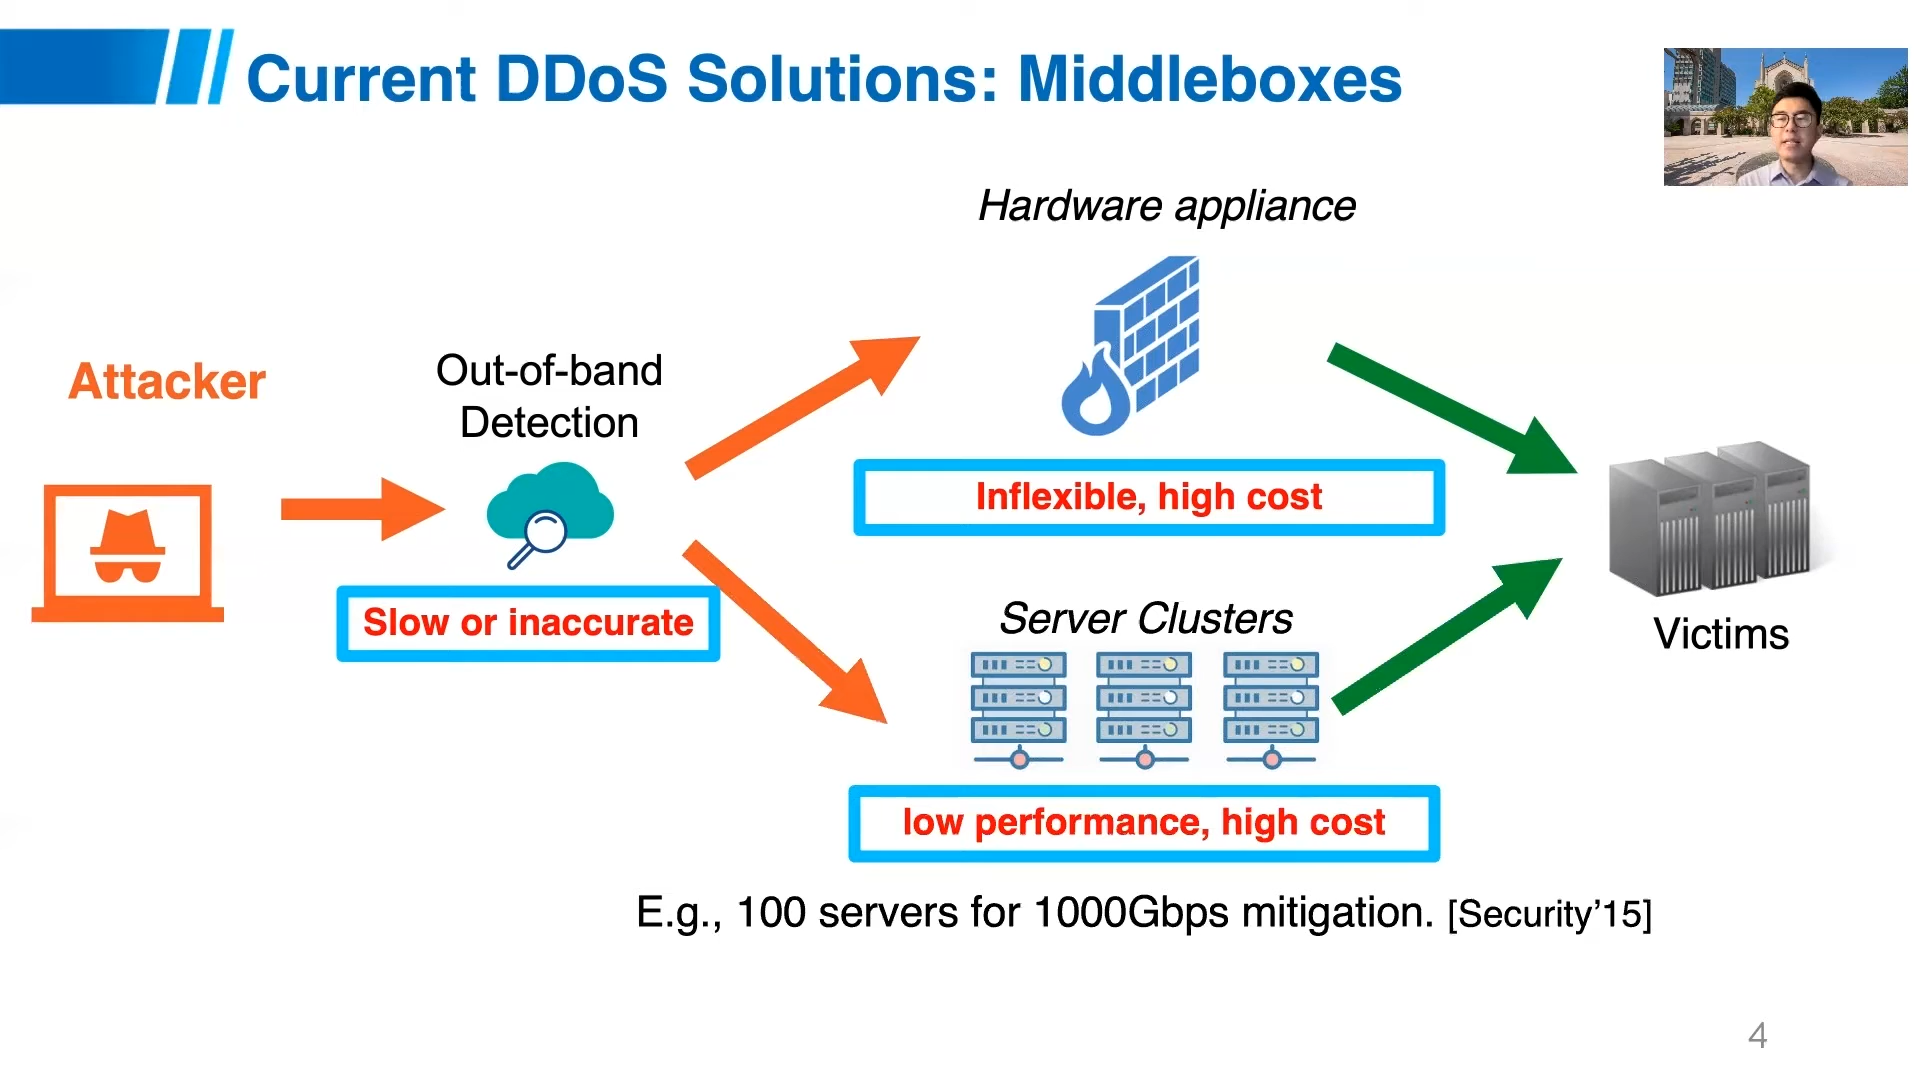 Current DDoS Solutions: Middleboxes
Hardware appliance
Attacker
Out-of-band
Detection
Inflexible, high cost
Slow or inaccurate
Server Clusters
Victims
low performance, high cost
E.g., 100 servers for 1000Gbps mitigation. [Security’15]
4